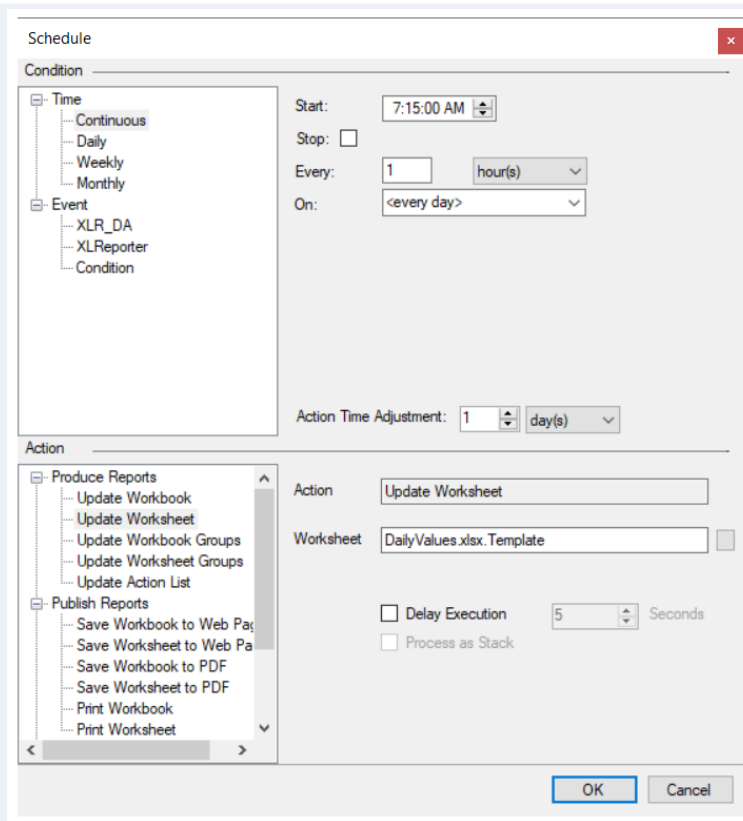 Schedule
Condition
Time
Continuous
Daily
Weekly
Monthly
Event
XLR_DA
XLReporter
Condition
Start: 7:15:00 AM
Stop:
Every: 1 hour(s)
On: <every day>
Action Time Adjustment: 1 day(s)
Action
Produce Reports
Update Workbook
Update Worksheet
Update Workbook Groups
Update Worksheet Groups
Update Action List
Publish Reports
Save Workbook to Web Pag
Save Worksheet to Web Pa
Save Workbook to PDF
Save Worksheet to PDF
Print Workbook
Print Worksheet
Action Update Worksheet
Worksheet DailyValues.xlsx.Template
Delay Execution 5 Seconds
Process as Stack
OK Cancel